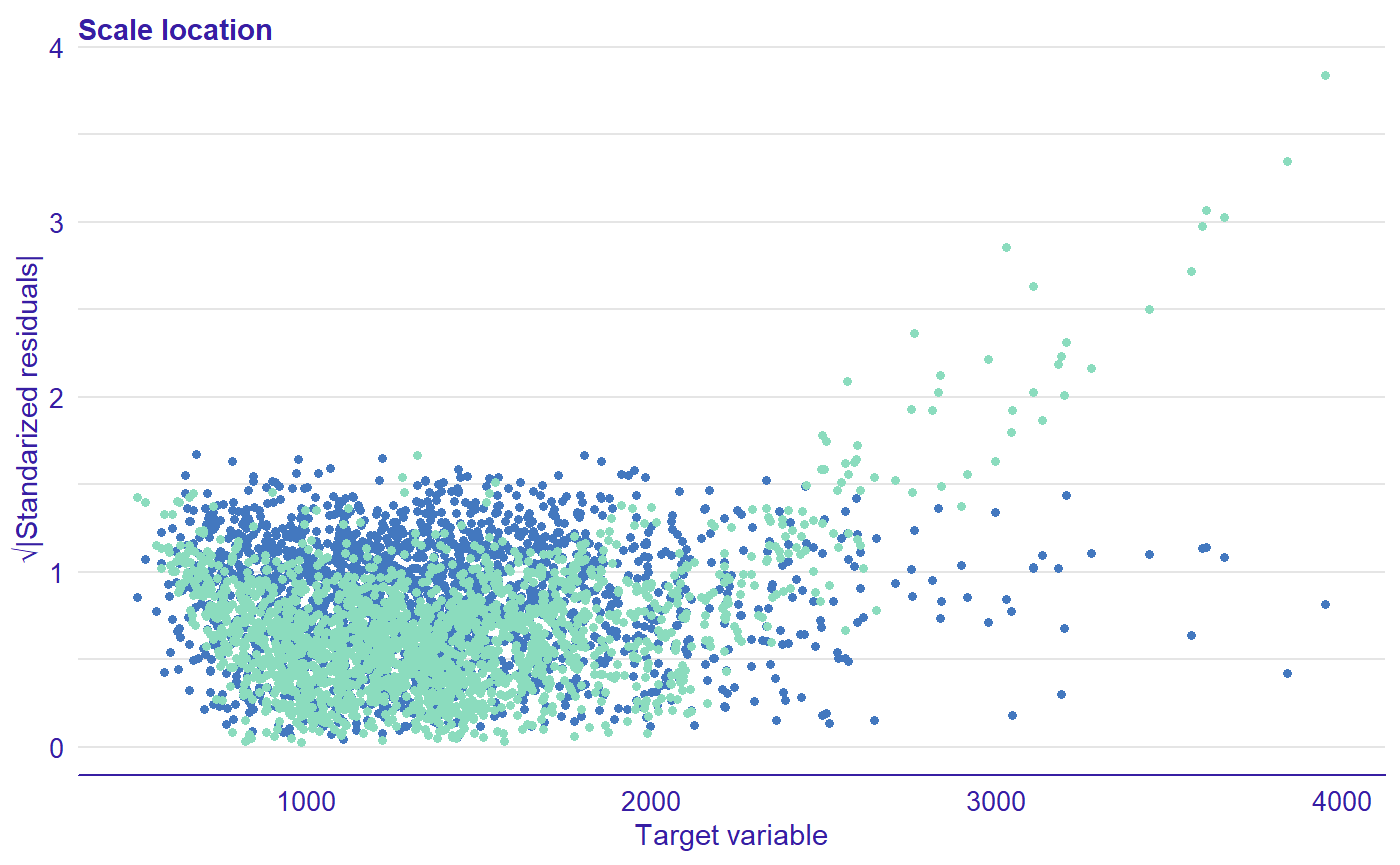 Scale location
4
3
2
1
0
√|Standarized residuals|
1000 2000 3000 4000
Target variable